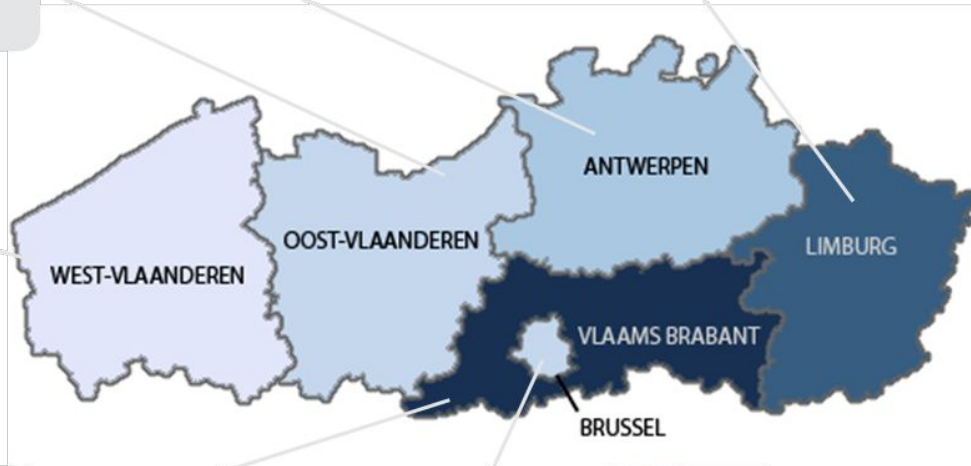 ANTWERPEN
OOST-VLAANDEREN
LIMBURG
WEST-VLAANDEREN
VLAAMS BRABANT
BRUSSEL